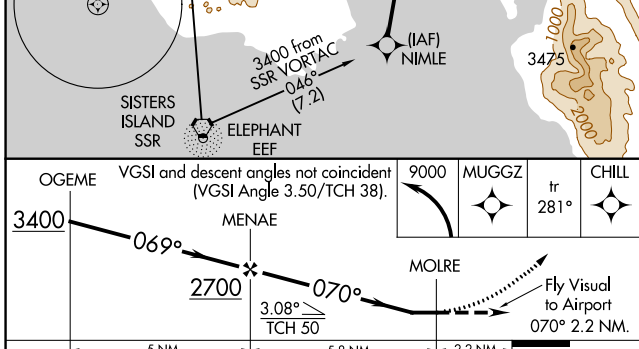 3400 from
SSR VORTAC
046°
(7.2)
(IAF)
NIMLE
1000
3475
2000
SISTERS
ISLAND
SSR
ELEPHANT
EEF
OGEME
VGSI and descent angles not coincident
(VGSI Angle 3.50/TCH 38).
9000
MUGGZ
tr
281°
CHILL
3400
069°
MENAE
2700
070°
3.08°
TCH 50
MOLRE
Fly Visual
to Airport
070° 2.2 NM.